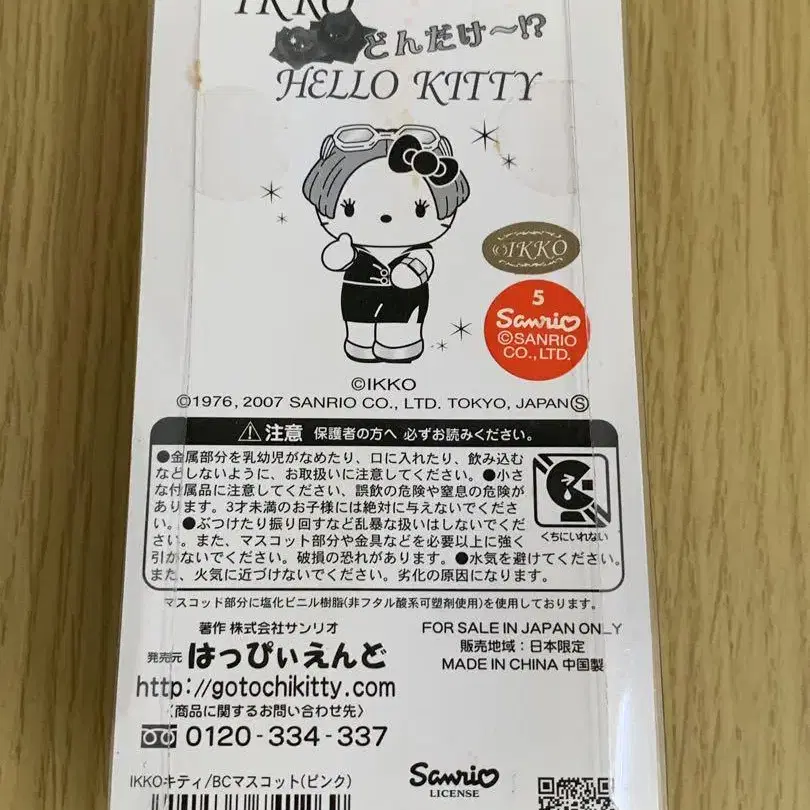 IKKO
どんだけ～!?
HELLO KITTY
©IKKO
5
Sanrio
©SANRIO
CO., LTD.
©IKKO
©1976, 2007 SANRIO CO., LTD. TOKYO, JAPAN Ⓢ
⚠注意 保護者の方へ 必ずお読みください。
●金属部分を乳幼児がなめたり、口に入れたり、飲み込む
などしないように、お取扱いに注意してください。●小さ
な付属品に注意してください、誤飲の危険や窒息の危険が
あります。3才未満のお子様には絶対に与えないでくださ
い。●ぶつけたり振り回すなど乱暴な扱いはしないでくだ
さい。また、マスコット部分や金具などを必要以上に強く
引かないでください。破損の恐れがあります。●水気を避けてください。
また、火気に近づけないでください。劣化の原因になります。
くちにいれない
マスコッド部分に塩化ビニル樹脂(非フタル酸系可塑剤使用)を使用しております。
著作 株式会社サンリオ
発売元 はっぴぃえんど
http://gotochikitty.com
〈商品に関するお問い合わせ先〉
0120-334-337
FOR SALE IN JAPAN ONLY
販売地域：日本限定
MADE IN CHINA 中国製
IKKOキティ/BCマスコット(ピンク)
Sanrio
LICENSE